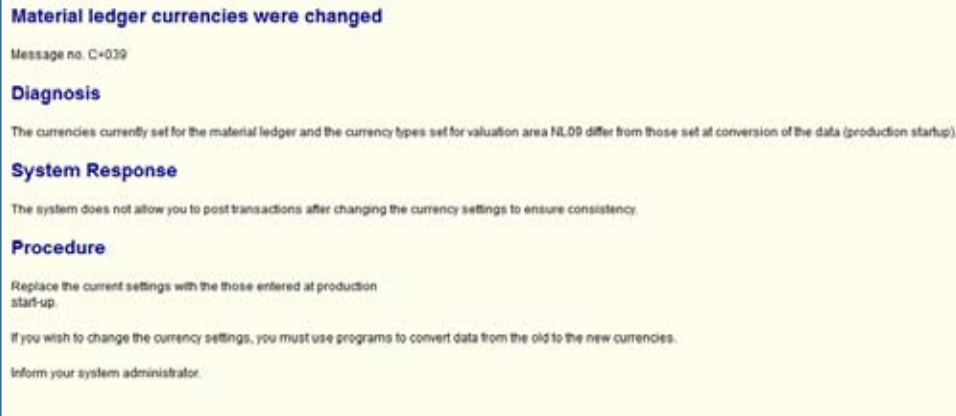 Material ledger currencies were changed
Message no. C+039
Diagnosis
The currencies currently set for the material ledger and the currency types set for valuation area NL09 differ from those set at conversion of the data (production startup)
System Response
The system does not allow you to post transactions after changing the currency settings to ensure consistency.
Procedure
Replace the current settings with the those entered at production
start-up.
If you wish to change the currency settings, you must use programs to convert data from the old to the new currencies.
Inform your system administrator.